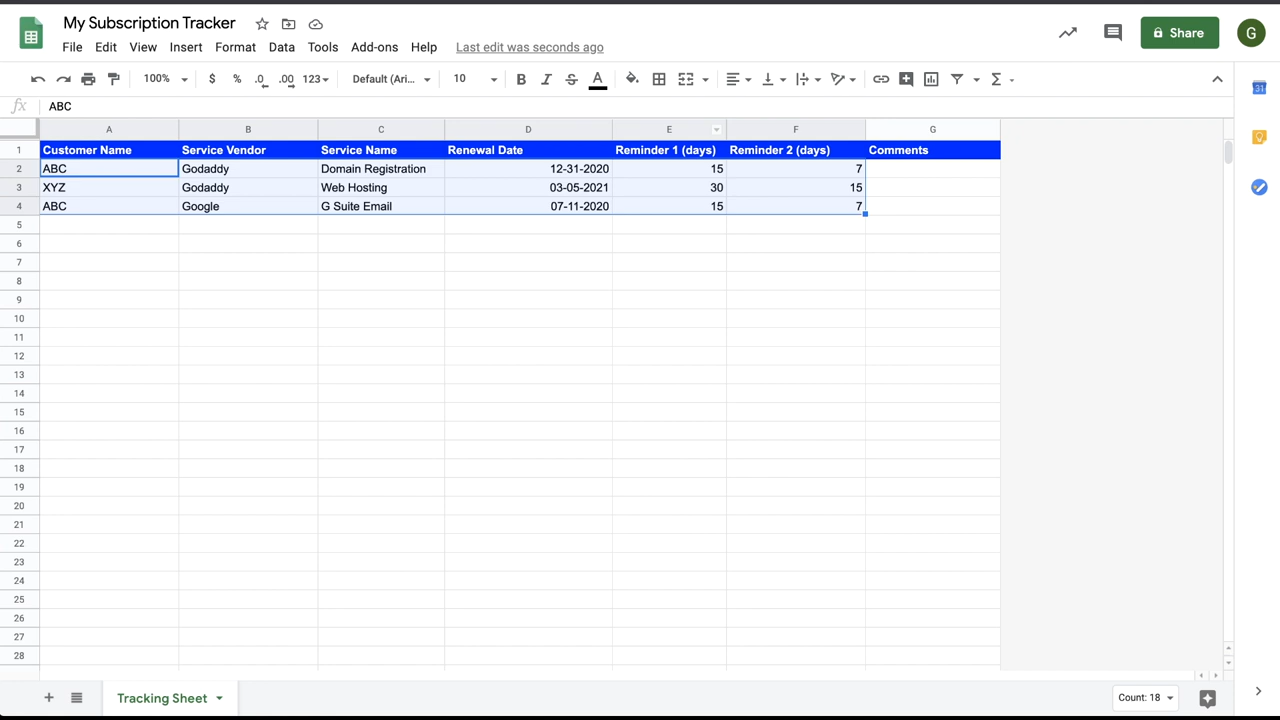 My Subscription Tracker
File Edit View Insert Format Data Tools Add-ons Help Last edit was seconds ago
Share
G
100% $ % .0 .00 123 Default (Ari... 10 B I S A
fx ABC
A B C D E F G
1 Customer Name Service Vendor Service Name Renewal Date Reminder 1 (days) Reminder 2 (days) Comments
2 ABC Godaddy Domain Registration 12-31-2020 15 7
3 XYZ Godaddy Web Hosting 03-05-2021 30 15
4 ABC Google G Suite Email 07-11-2020 15 7
5
6
7
8
9
10
11
12
13
14
15
16
17
18
19
20
21
22
23
24
25
26
27
28
Tracking Sheet
Count: 18
31